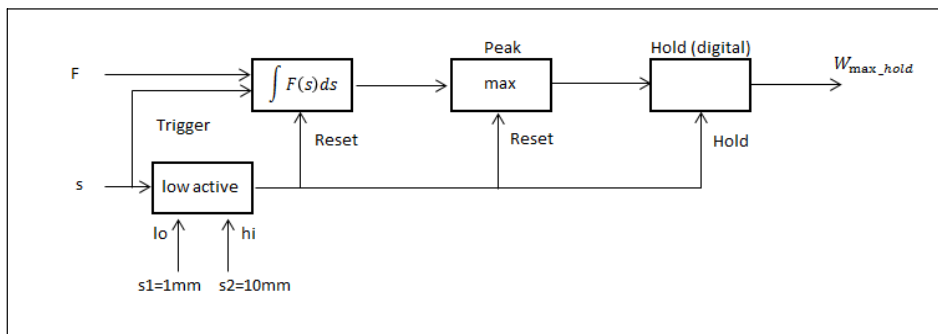 Peak
Hold (digital)
F
∫ F(s)ds
max
W_max_hold
Trigger
Reset
Reset
Hold
s
low active
lo
hi
s1=1mm
s2=10mm